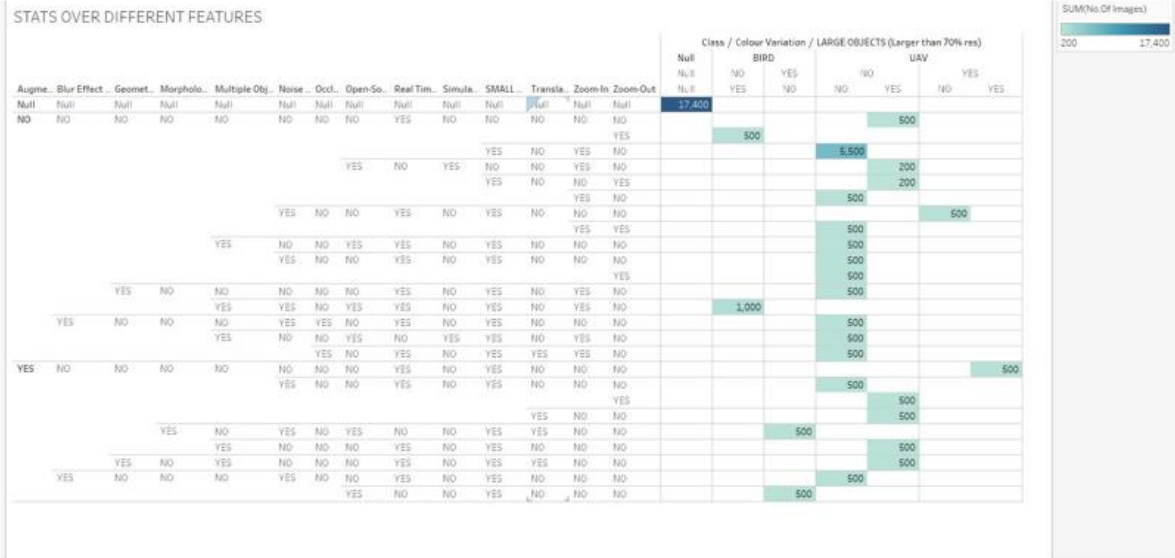 STATS OVER DIFFERENT FEATURES
SUM(No.Of Images)
200 17,400
Class / Colour Variation / LARGE OBJECTS (Larger than 70% res)
Null BIRD UAV
Null NO YES NO YES
Augme.. Blur Effect .. Geomet.. Morpholo.. Multiple Obj.. Noise .. Occl.. Open-So.. Real Tim.. Simula.. SMALL .. Transla.. Zoom-In Zoom-Out Null YES NO NO YES NO YES
Null Null Null Null Null Null Null Null Null Null Null Null Null Null 17,400
NO NO NO NO NO NO NO NO YES NO NO NO NO NO 500
YES 500
YES NO YES NO 5,500
YES NO YES NO NO YES NO 200
YES NO NO YES 200
YES NO 500
YES NO NO YES NO YES NO NO NO 500
YES YES 500
YES NO NO YES YES NO YES NO NO NO 500
YES NO NO YES NO YES NO NO NO 500
YES 500
YES NO NO NO NO NO YES NO YES NO YES NO 500
YES YES NO YES YES NO YES NO YES NO 1,000
YES NO NO NO YES YES NO YES NO YES NO NO NO 500
YES NO NO YES NO YES YES NO YES NO 500
YES NO YES NO YES YES YES NO 500
YES NO NO NO NO NO NO NO YES NO YES NO NO NO 500
YES NO NO YES NO YES NO NO NO 500
YES 500
YES NO NO 500
YES NO YES NO YES NO NO YES YES NO NO 500
YES NO NO NO YES NO YES NO NO NO 500
YES NO YES NO NO NO YES NO YES YES NO NO 500
YES NO NO NO YES NO NO YES NO YES NO NO NO 500
YES NO NO YES NO NO NO 500